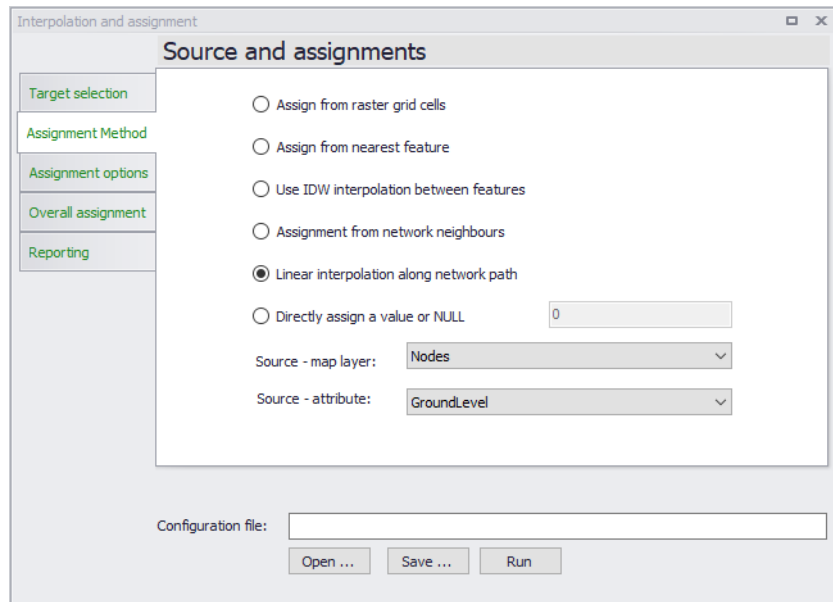 Interpolation and assignment
Source and assignments
Target selection
Assignment Method
Assignment options
Overall assignment
Reporting
Assign from raster grid cells
Assign from nearest feature
Use IDW interpolation between features
Assignment from network neighbours
Linear interpolation along network path
Directly assign a value or NULL 0
Source - map layer: Nodes
Source - attribute: GroundLevel
Configuration file:
Open ... Save ... Run